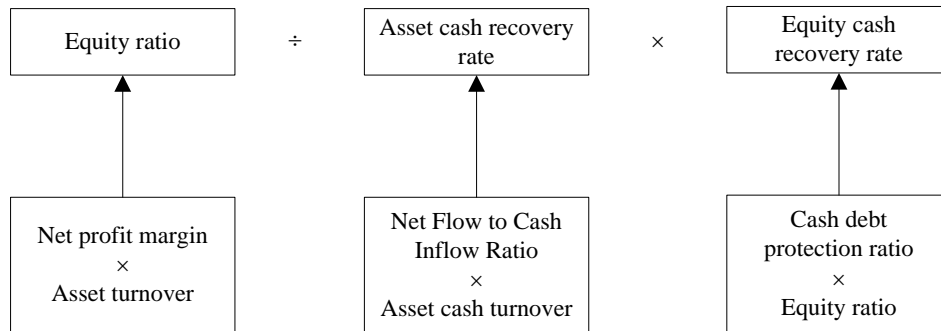 Equity ratio
÷
Asset cash recovery
rate
×
Equity cash
recovery rate
Net profit margin
×
Asset turnover
Net Flow to Cash
Inflow Ratio
×
Asset cash turnover
Cash debt
protection ratio
×
Equity ratio